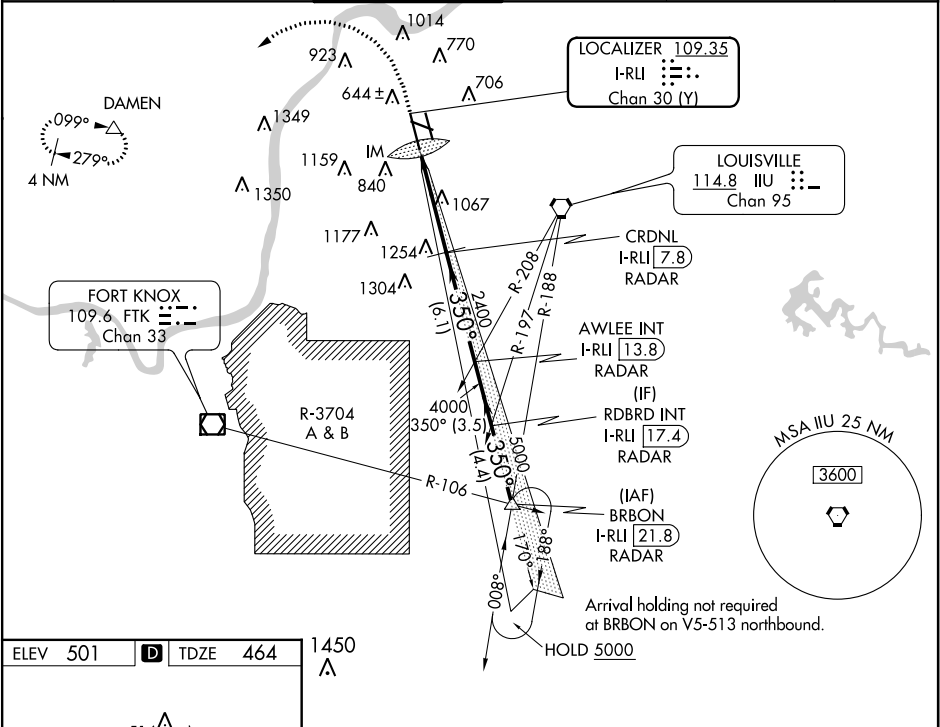 1014
923
770
644 ±
706
LOCALIZER 109.35
I-RLI
Chan 30 (Y)
DAMEN
099°
279°
4 NM
1349
IM
1159
840
1350
1067
LOUISVILLE
114.8 IIU
Chan 95
1177
1254
1304
CRDNL
I-RLI 7.8
RADAR
R-208
R-197
R-188
FORT KNOX
109.6 FTK
Chan 33
350°
(6.1)
2400
AWLEE INT
I-RLI 13.8
RADAR
(IF)
RDBRD INT
I-RLI 17.4
RADAR
4000
350° (3.5)
R-3704
A & B
5000
350°
(4.4)
R-106
(IAF)
BRBON
I-RLI 21.8
RADAR
MSA IIU 25 NM
3600
170°
188°
008°
Arrival holding not required
at BRBON on V5-513 northbound.
HOLD 5000
ELEV 501 D TDZE 464
1450